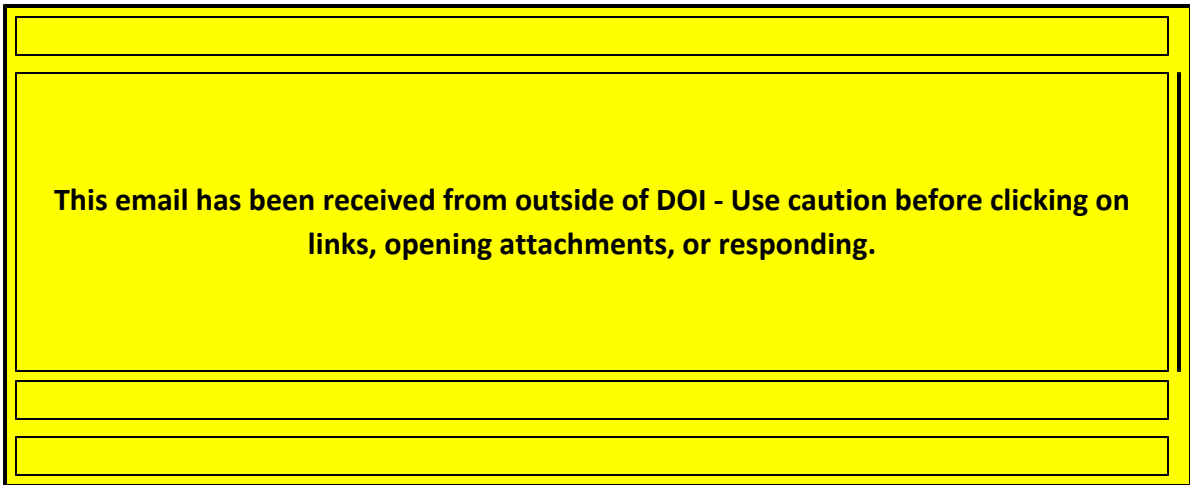 This email has been received from outside of DOI - Use caution before clicking on
links, opening attachments, or responding.